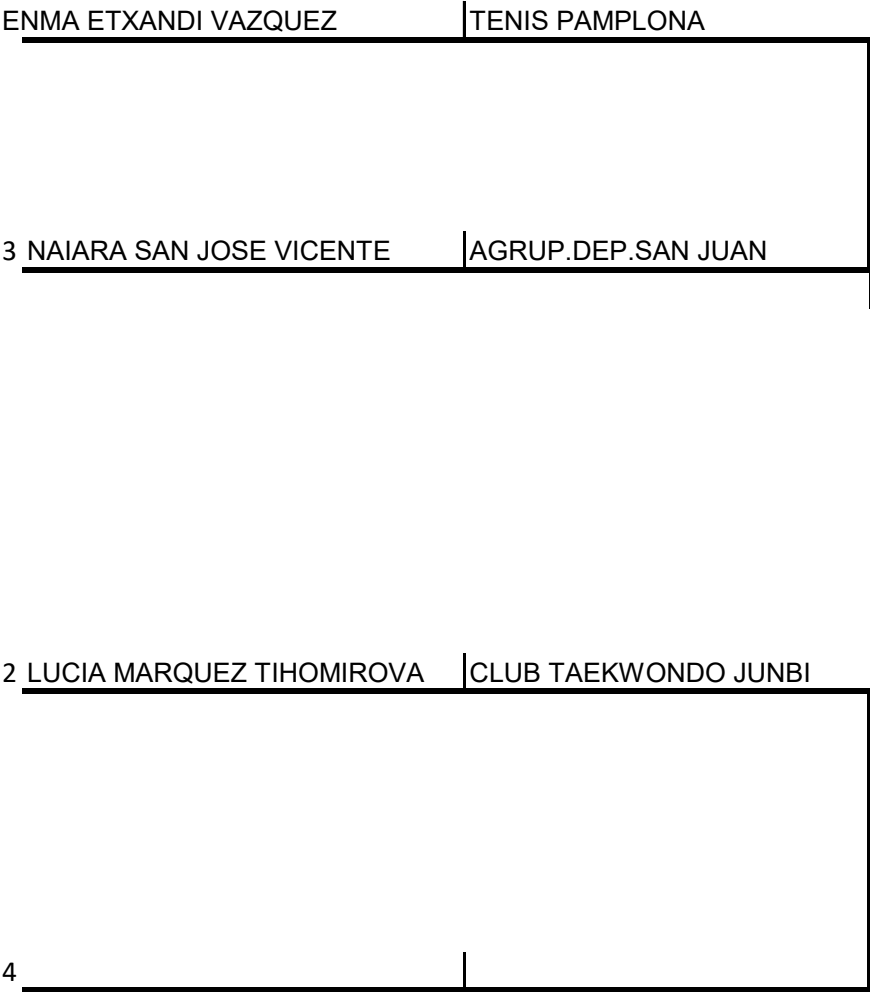 ENMA ETXANDI VAZQUEZ TENIS PAMPLONA
3 NAIARA SAN JOSE VICENTE AGRUP.DEP.SAN JUAN
2 LUCIA MARQUEZ TIHOMIROVA CLUB TAEKWONDO JUNBI
4